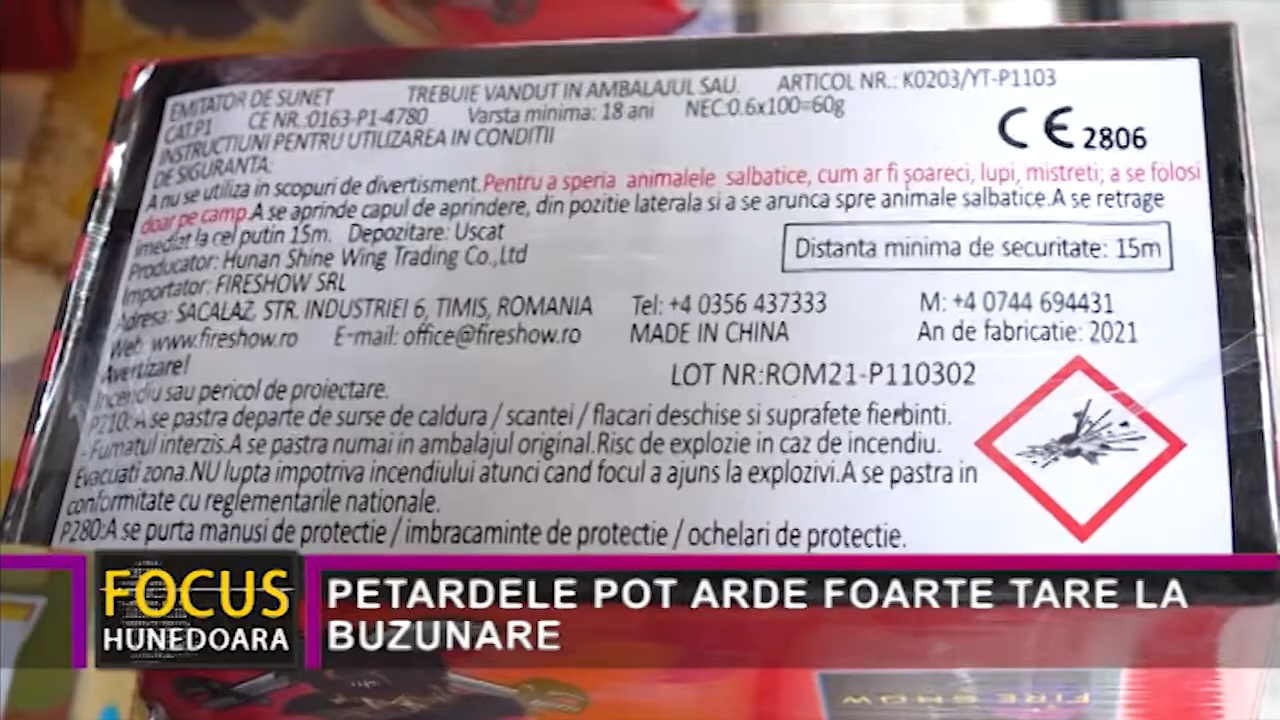 EMITATOR DE SUNET TREBUIE VANDUT IN AMBALAJUL SAU. ARTICOL NR.: K0203/YT-P1103
CAT.P1 CE NR.:0163-P1-4780 Varsta minima: 18 ani NEC:0.6x100=60g
INSTRUCTIUNI PENTRU UTILIZAREA IN CONDITII
DE SIGURANTA:
CE 2806
A nu se utiliza in scopuri de divertisment.Pentru a speria animalele salbatice, cum ar fi șoareci, lupi, mistreti; a se folosi
doar pe camp.A se aprinde capul de aprindere, din pozitie laterala si a se arunca spre animale salbatice.A se retrage
imediat la cel putin 15m. Depozitare: Uscat
Distanta minima de securitate: 15m
Producator: Hunan Shine Wing Trading Co.,Ltd
Importator: FIRESHOW SRL
Adresa: SACALAZ, STR. INDUSTRIEI 6, TIMIS, ROMANIA Tel: +4 0356 437333 M: +4 0744 694431
Web: www.fireshow.ro E-mail: office@fireshow.ro MADE IN CHINA An de fabricatie: 2021
Avertizare!
LOT NR:ROM21-P110302
Incendiu sau pericol de proiectare.
P210: A se pastra departe de surse de caldura / scantei / flacari deschise si suprafete fierbinti.
- Fumatul interzis.A se pastra numai in ambalajul original.Risc de explozie in caz de incendiu.
Evacuati zona.NU lupta impotriva incendiului atunci cand focul a ajuns la explozivi.A se pastra in
conformitate cu reglementarile nationale.
P280:A se purta manusi de protectie / imbracaminte de protectie / ochelari de protectie.
FOCUS
HUNEDOARA
PETARDELE POT ARDE FOARTE TARE LA
BUZUNARE
FIRE SHOW